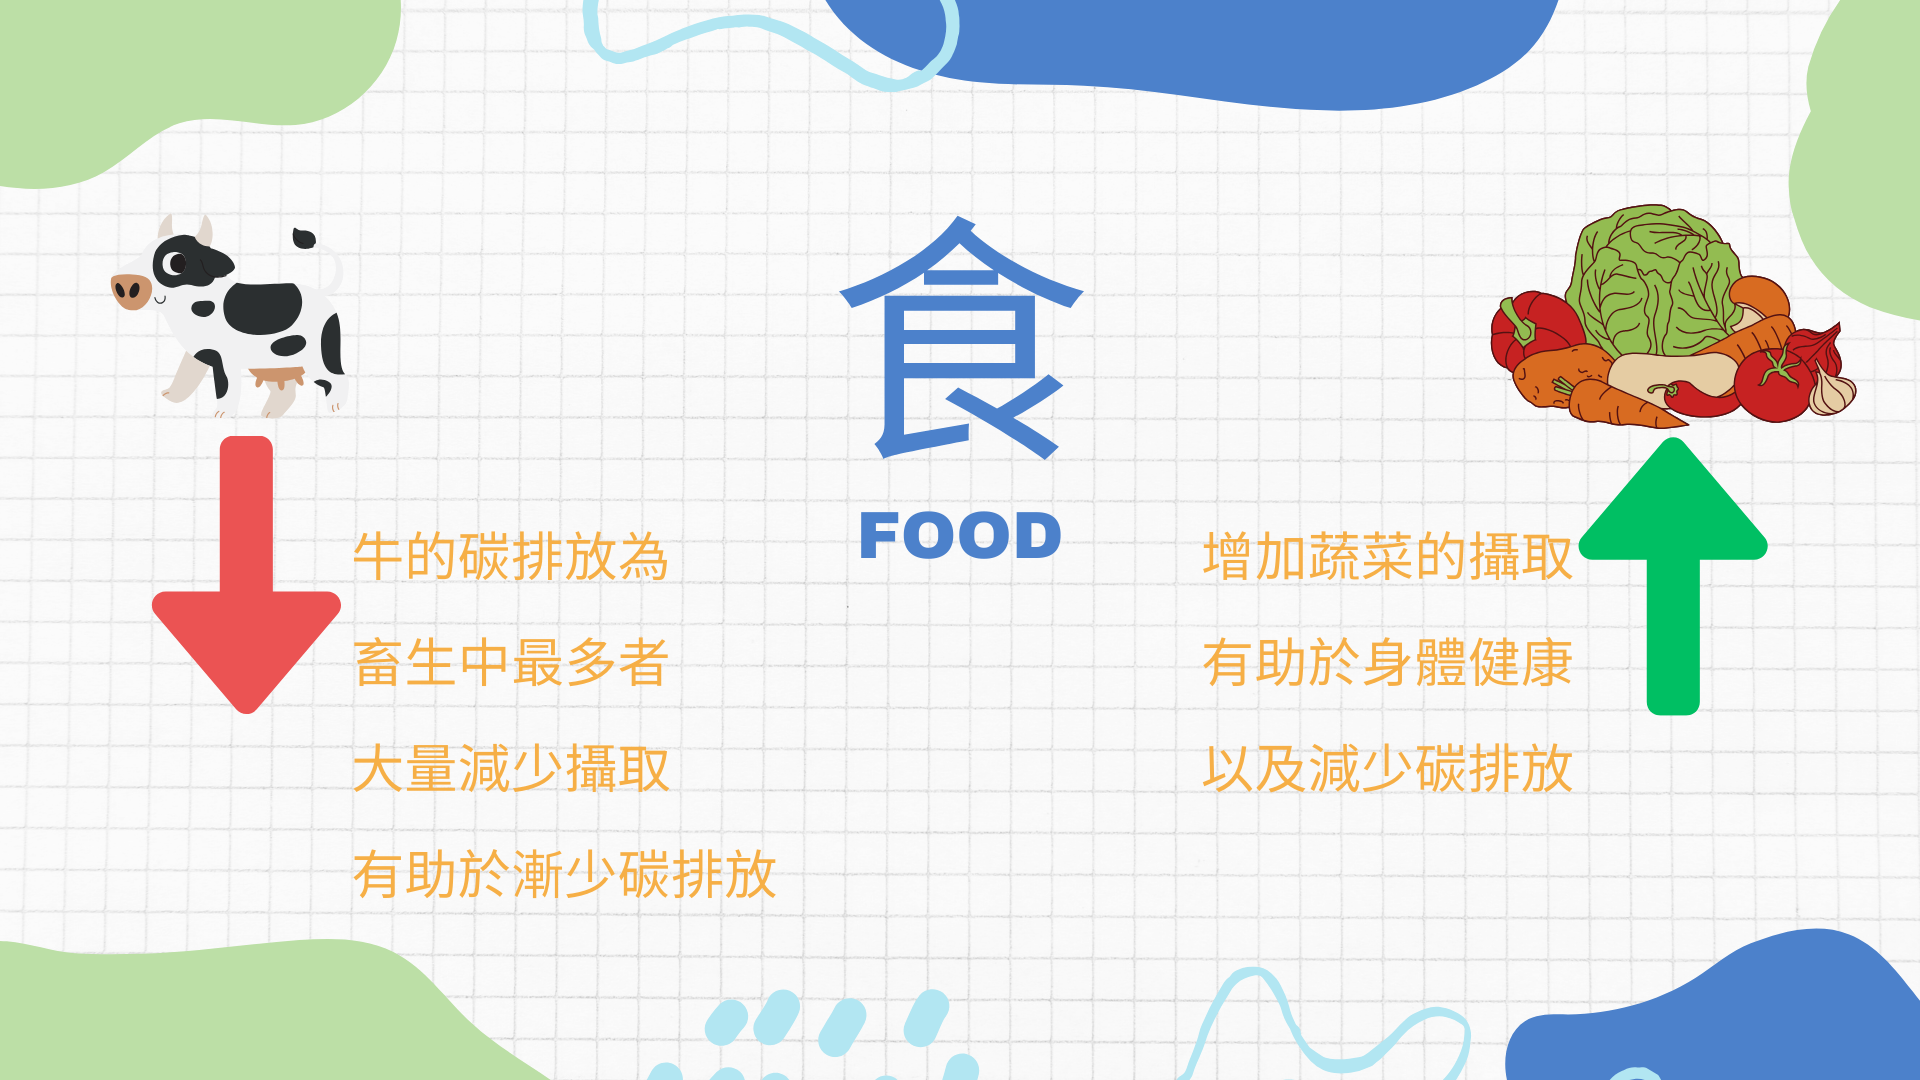 食
FOOD
牛的碳排放為
畜生中最多者
大量減少攝取
有助於漸少碳排放
增加蔬菜的攝取
有助於身體健康
以及減少碳排放